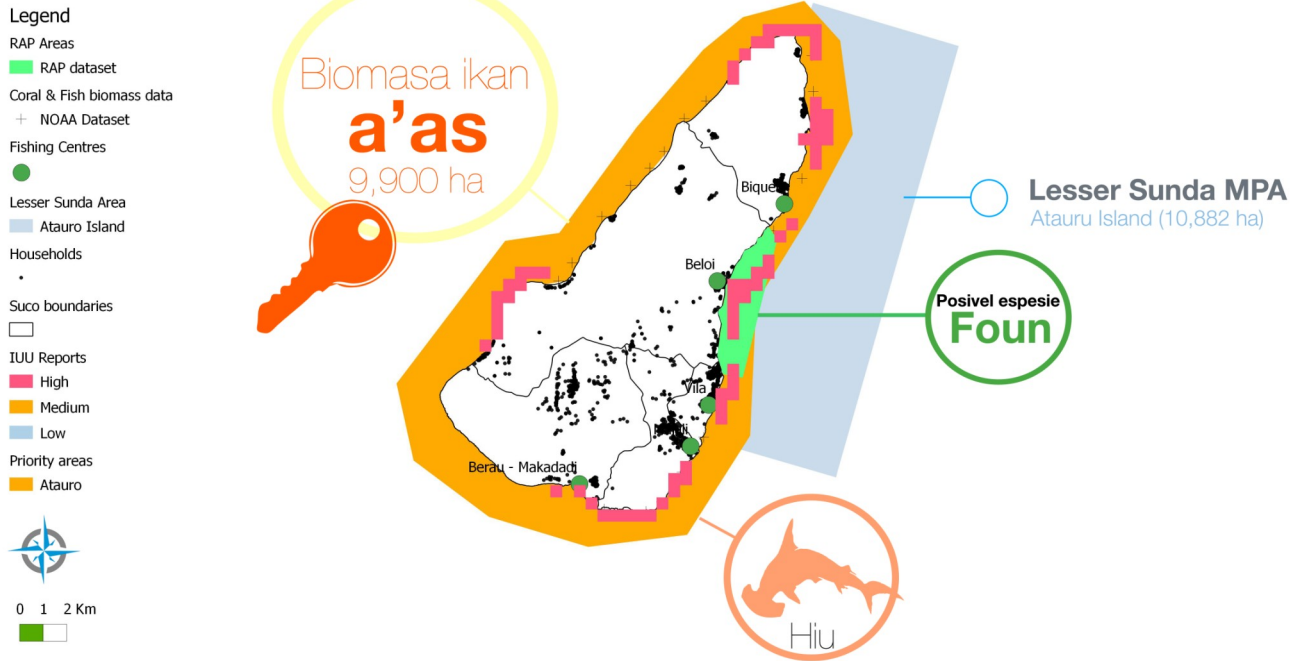 Legend
RAP Areas
RAP dataset
Coral & Fish biomass data
NOAA Dataset
Fishing Centres
Lesser Sunda Area
Atauro Island
Households
Suco boundaries
IUU Reports
High
Medium
Low
Priority areas
Atauro
0 1 2 Km
Biomasa ikan
a'as
9,900 ha
Biquele
Beloi
Vila
Berau - Makadadi
Lesser Sunda MPA
Atauru Island (10,882 ha)
Posivel espesie
Foun
Hiu